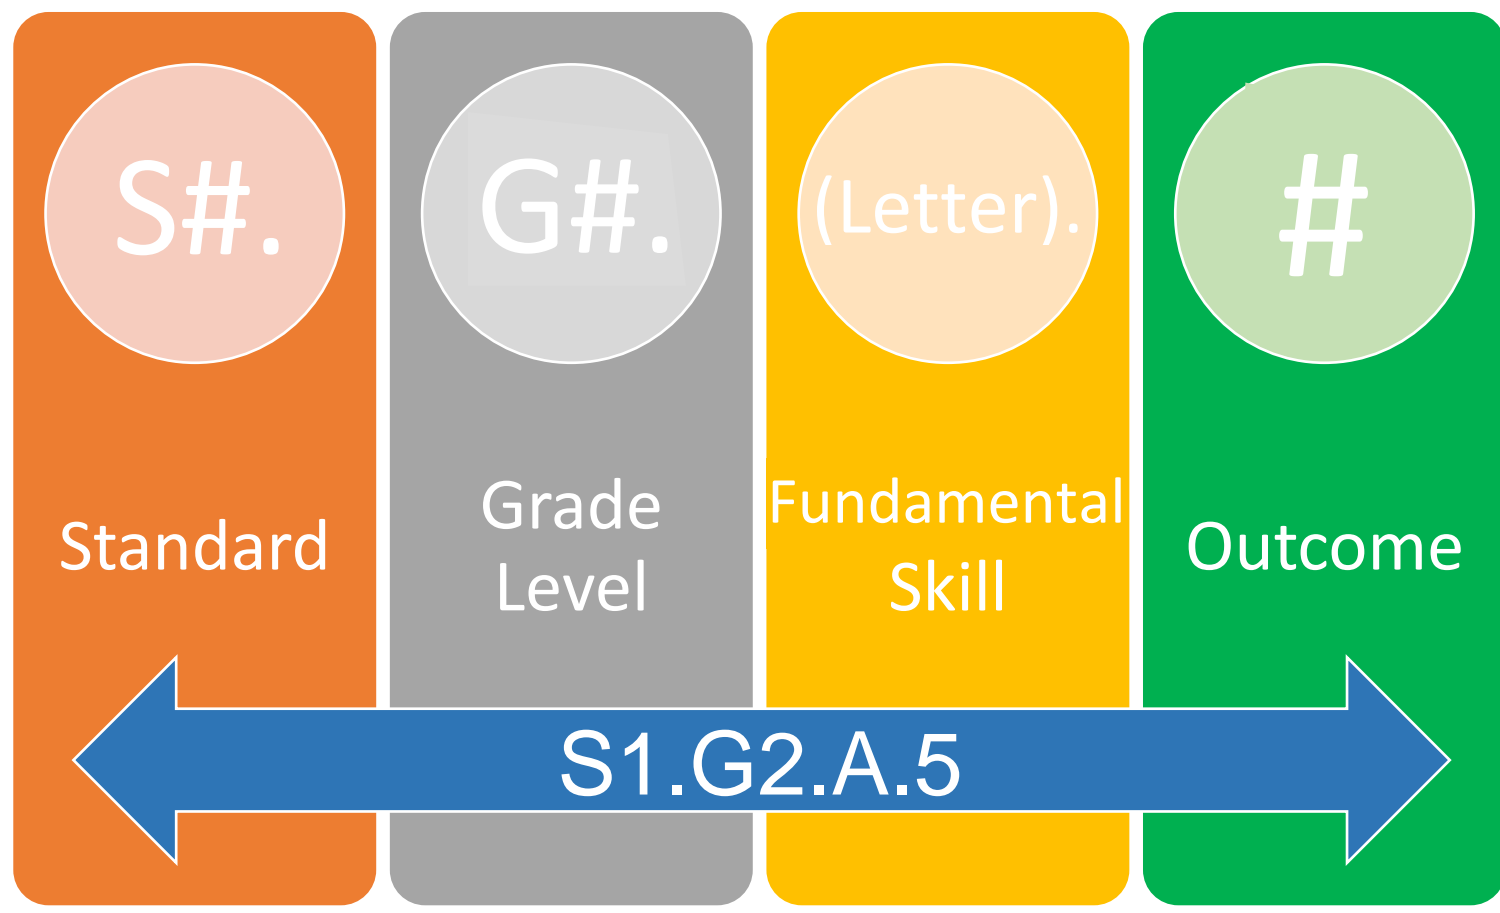 S#.
G#.
(Letter).
#
Standard
Grade
Level
Fundamental
Skill
Outcome
S1.G2.A.5